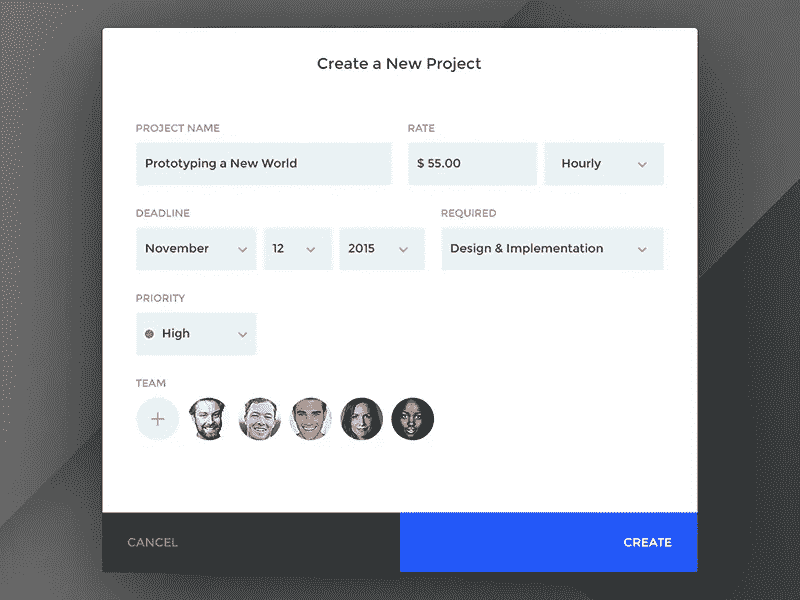 Create a New Project
PROJECT NAME RATE
Prototyping a New World $ 55.00 Hourly
DEADLINE REQUIRED
November 12 2015 Design & Implementation
PRIORITY
High
TEAM
CANCEL CREATE